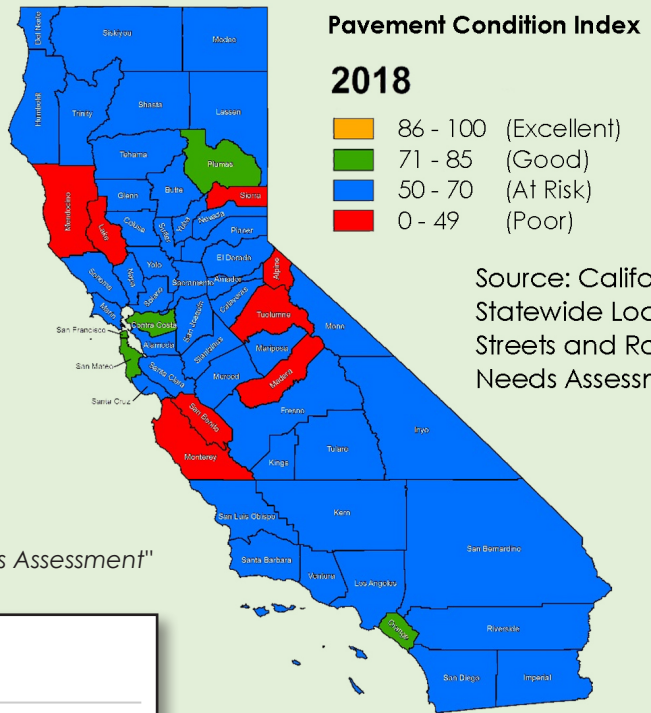 Pavement Condition Index
2018
86 - 100 (Excellent)
71 - 85 (Good)
50 - 70 (At Risk)
0 - 49 (Poor)
Source: Califo
Statewide Loc
Streets and Ro
Needs Assessm
Del Norte
Siskiyou
Modoc
Humboldt
Trinity
Shasta
Lassen
Tehama
Plumas
Mendocino
Glenn
Butte
Sierra
Lake
Colusa
Sutter
Yuba
Nevada
Placer
Sonoma
Napa
Yolo
El Dorado
Sacramento
Amador
Alpine
Marin
Solano
Calaveras
Tuolumne
Mono
San Francisco
Contra Costa
San Joaquin
Alameda
Stanislaus
Mariposa
San Mateo
Santa Clara
Merced
Madera
Santa Cruz
San Benito
Fresno
Inyo
Monterey
Kings
Tulare
San Luis Obispo
Kern
San Bernardino
s Assessment"
Santa Barbara
Ventura
Los Angeles
Orange
Riverside
San Diego
Imperial